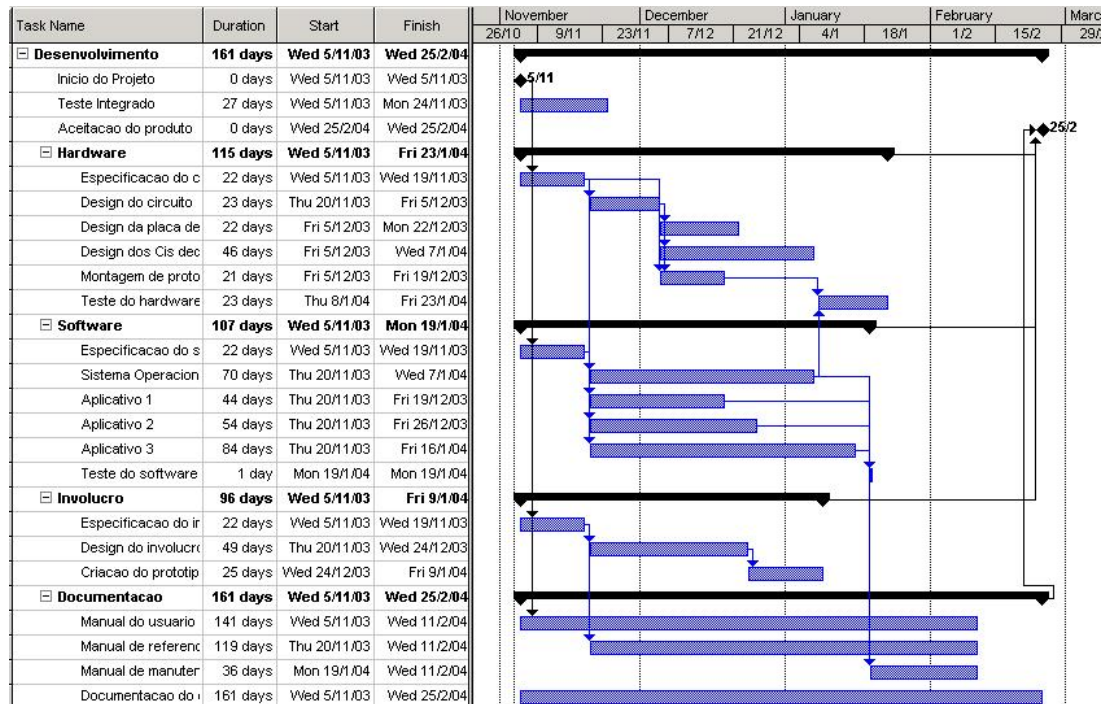 Task Name Duration Start Finish November December January February Marc
26/10 9/11 23/11 7/12 21/12 4/1 18/1 1/2 15/2 29/
Desenvolvimento 161 days Wed 5/11/03 Wed 25/2/04
Inicio do Projeto 0 days Wed 5/11/03 Wed 5/11/03 5/11
Teste Integrado 27 days Wed 5/11/03 Mon 24/11/03
Aceitacao do produto 0 days Wed 25/2/04 Wed 25/2/04 25/2
Hardware 115 days Wed 5/11/03 Fri 23/1/04
Especificacao do c 22 days Wed 5/11/03 Wed 19/11/03
Design do circuito 23 days Thu 20/11/03 Fri 5/12/03
Design da placa de 22 days Fri 5/12/03 Mon 22/12/03
Design dos Cis dec 46 days Fri 5/12/03 Wed 7/1/04
Montagem de proto 21 days Fri 5/12/03 Fri 19/12/03
Teste do hardware 23 days Thu 8/1/04 Fri 23/1/04
Software 107 days Wed 5/11/03 Mon 19/1/04
Especificacao do s 22 days Wed 5/11/03 Wed 19/11/03
Sistema Operacion 70 days Thu 20/11/03 Wed 7/1/04
Aplicativo 1 44 days Thu 20/11/03 Fri 19/12/03
Aplicativo 2 54 days Thu 20/11/03 Fri 26/12/03
Aplicativo 3 84 days Thu 20/11/03 Fri 16/1/04
Teste do software 1 day Mon 19/1/04 Mon 19/1/04
Involucro 96 days Wed 5/11/03 Fri 9/1/04
Especificacao do ir 22 days Wed 5/11/03 Wed 19/11/03
Design do involucro 49 days Thu 20/11/03 Wed 24/12/03
Criacao do prototip 25 days Wed 24/12/03 Fri 9/1/04
Documentacao 161 days Wed 5/11/03 Wed 25/2/04
Manual do usuario 141 days Wed 5/11/03 Wed 11/2/04
Manual de referenc 119 days Thu 20/11/03 Wed 11/2/04
Manual de manuter 36 days Mon 19/1/04 Wed 11/2/04
Documentacao do 161 days Wed 5/11/03 Wed 25/2/04